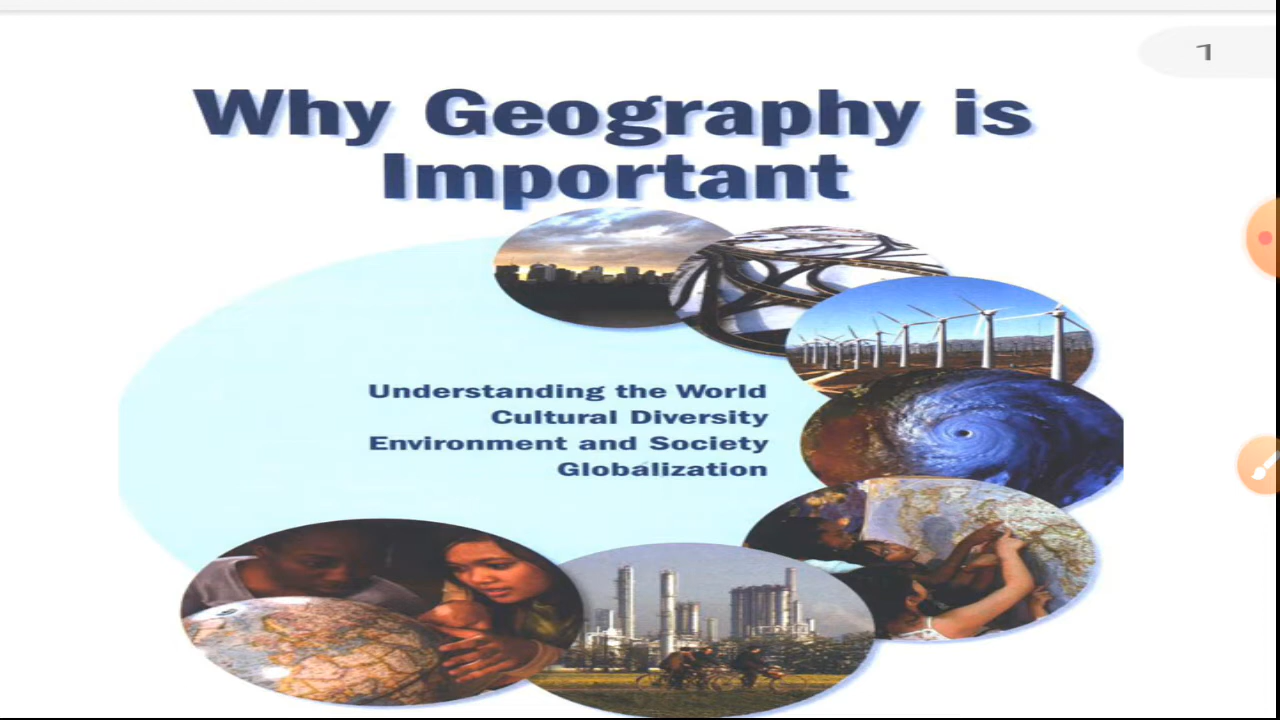 1
Why Geography is
Important
Understanding the World
Cultural Diversity
Environment and Society
Globalization